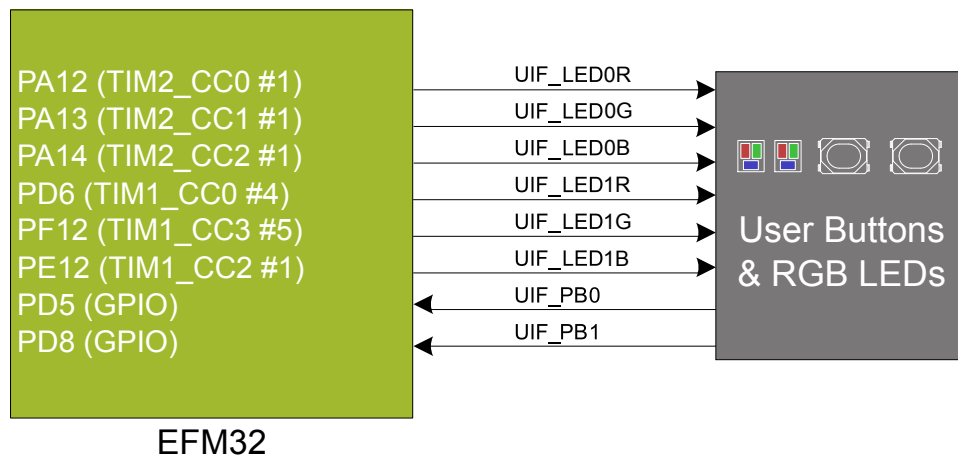 PA12 (TIM2_CC0 #1)
PA13 (TIM2_CC1 #1)
PA14 (TIM2_CC2 #1)
PD6 (TIM1_CC0 #4)
PF12 (TIM1_CC3 #5)
PE12 (TIM1_CC2 #1)
PD5 (GPIO)
PD8 (GPIO)
EFM32
UIF_LED0R
UIF_LED0G
UIF_LED0B
UIF_LED1R
UIF_LED1G
UIF_LED1B
UIF_PB0
UIF_PB1
User Buttons
& RGB LEDs